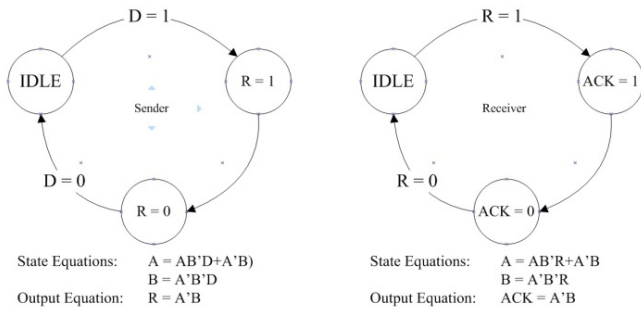 D = 1
IDLE
R = 1
Sender
D = 0
R = 0
State Equations: A = AB'D+A'B)
B = A'B'D
Output Equation: R = A'B
R = 1
IDLE
ACK = 1
Receiver
R = 0
ACK = 0
State Equations: A = AB'R+A'B
B = A'B'R
Output Equation: ACK = A'B